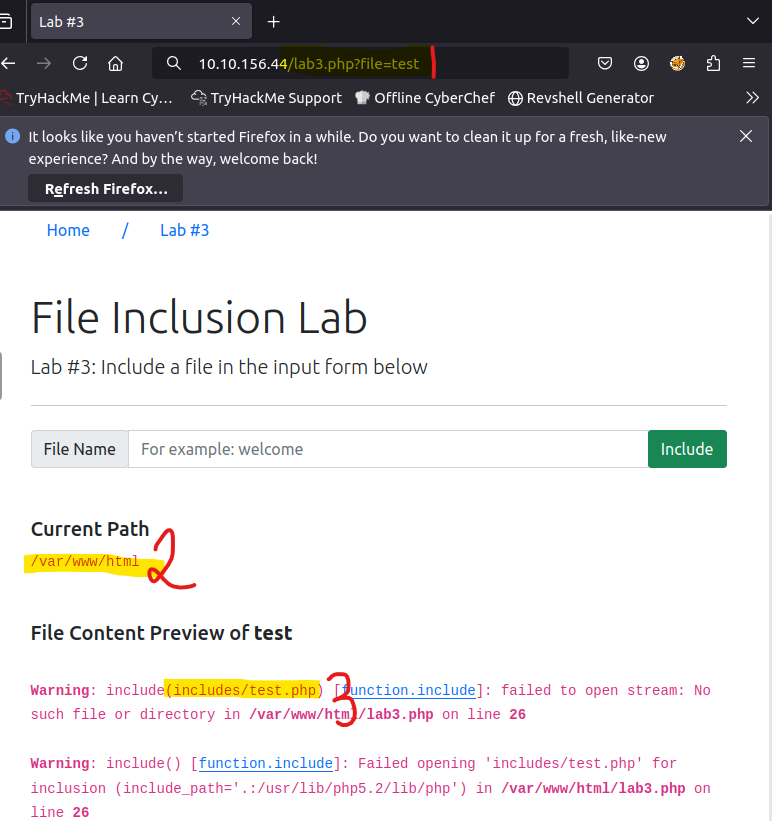 Lab #3
10.10.156.44/lab3.php?file=test 1
TryHackMe | Learn Cy… TryHackMe Support Offline CyberChef Revshell Generator
It looks like you haven’t started Firefox in a while. Do you want to clean it up for a fresh, like-new
experience? And by the way, welcome back!
Refresh Firefox…
Home / Lab #3
File Inclusion Lab
Lab #3: Include a file in the input form below
File Name For example: welcome Include
Current Path
/var/www/html 2
File Content Preview of test
Warning: include(includes/test.php) 3 [function.include]: failed to open stream: No
such file or directory in /var/www/html/lab3.php on line 26
Warning: include() [function.include]: Failed opening 'includes/test.php' for
inclusion (include_path='.:/usr/lib/php5.2/lib/php') in /var/www/html/lab3.php on
line 26